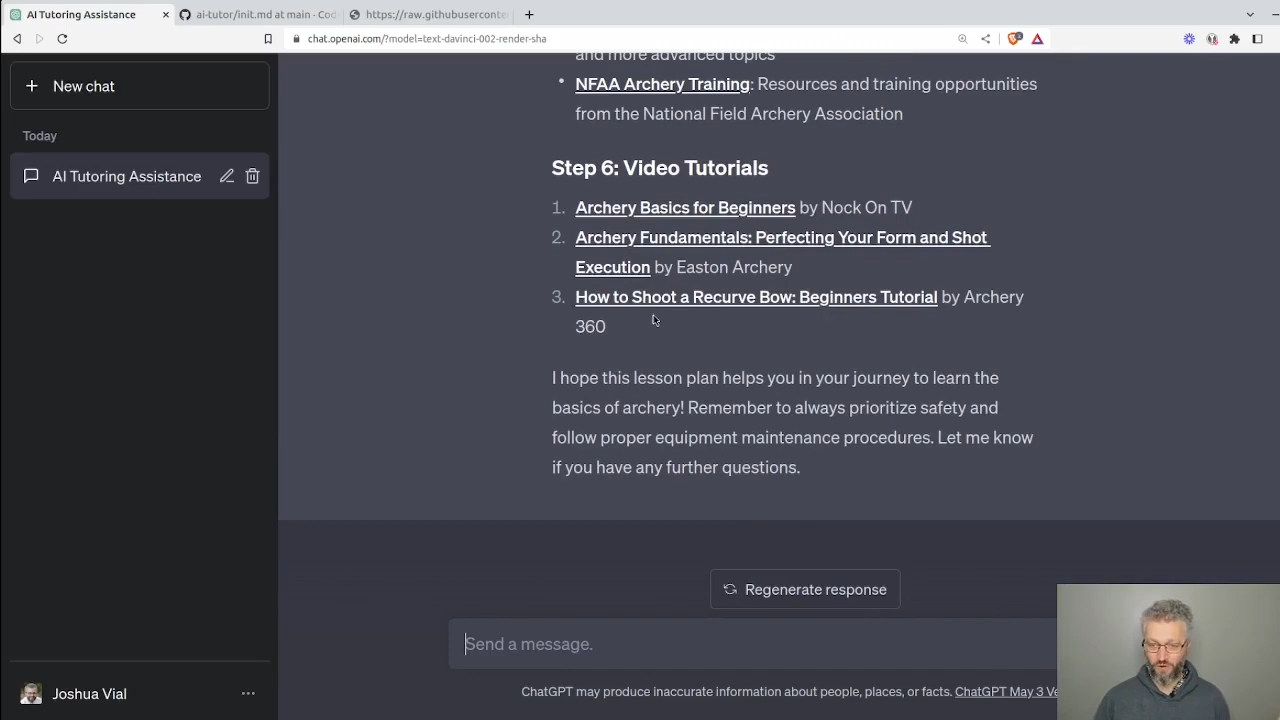 AI Tutoring Assistance
ai-tutor/init.md at main · Cod
https://raw.githubuserconte
chat.openai.com/?model=text-davinci-002-render-sha
New chat
Today
AI Tutoring Assistance
and more advanced topics
• NFAA Archery Training: Resources and training opportunities
from the National Field Archery Association
Step 6: Video Tutorials
1. Archery Basics for Beginners by Nock On TV
2. Archery Fundamentals: Perfecting Your Form and Shot
Execution by Easton Archery
3. How to Shoot a Recurve Bow: Beginners Tutorial by Archery
360
I hope this lesson plan helps you in your journey to learn the
basics of archery! Remember to always prioritize safety and
follow proper equipment maintenance procedures. Let me know
if you have any further questions.
Regenerate response
Send a message.
ChatGPT may produce inaccurate information about people, places, or facts. ChatGPT May 3 Ve
Joshua Vial